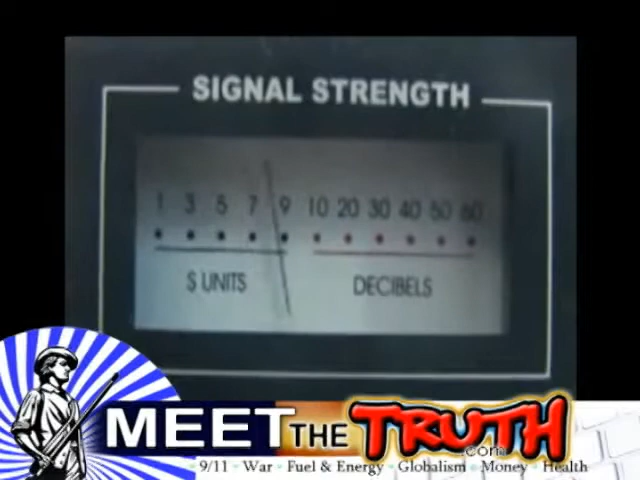 SIGNAL STRENGTH
1 3 5 7 9 10 20 30 40 50 60
S UNITS DECIBELS
MEET THE TRUTH
.com
9/11 • War • Fuel & Energy • Globalism • Money • Health